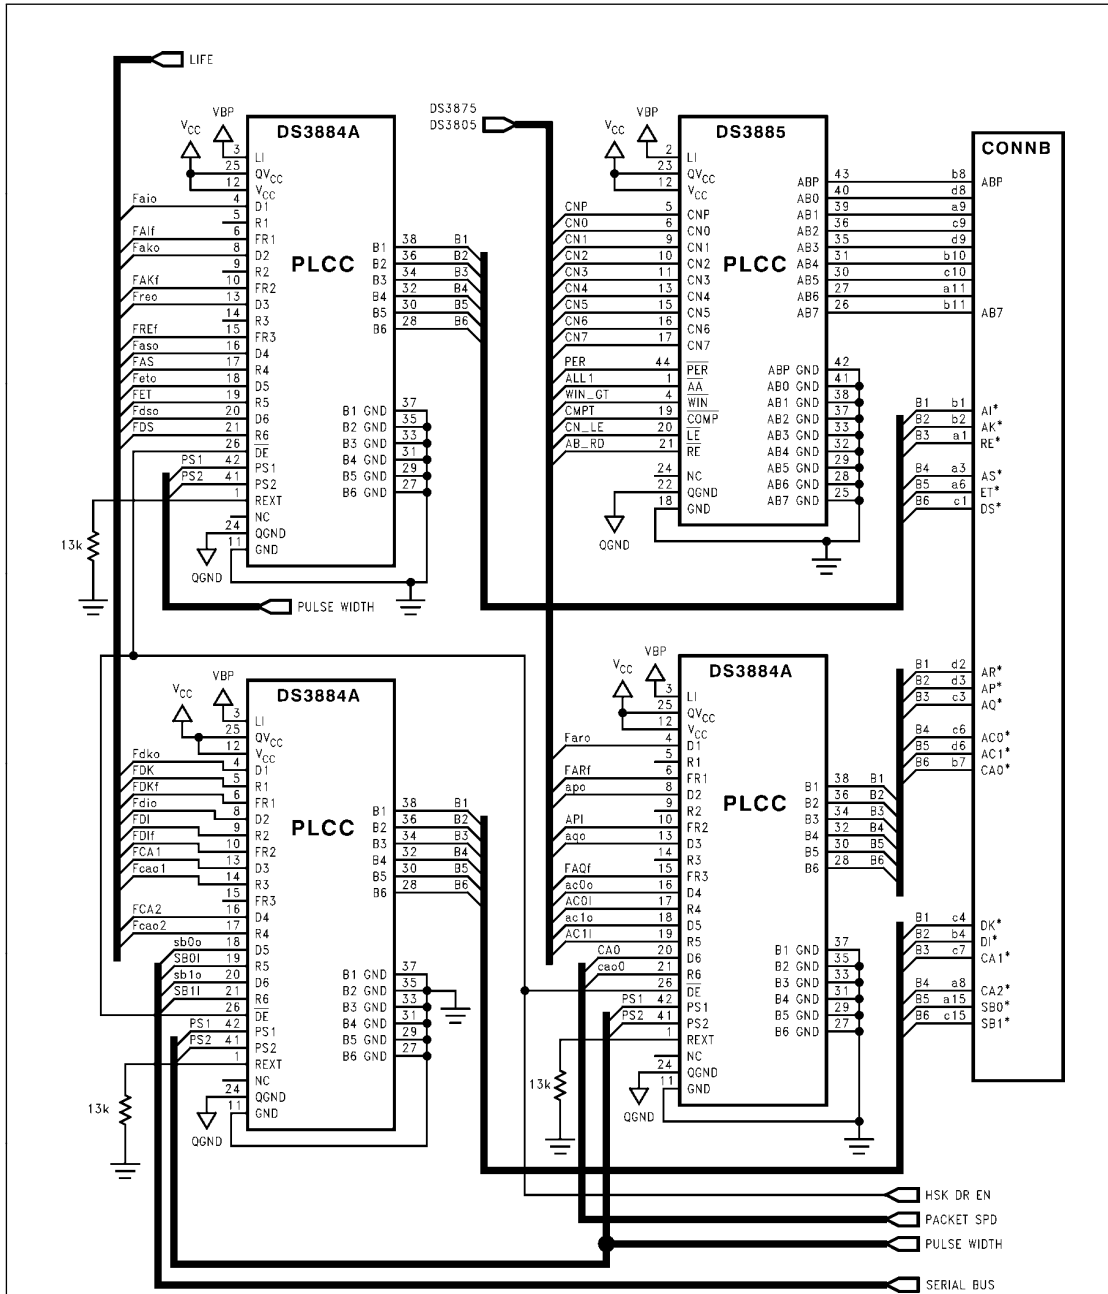 LIFE
DS3875
DS3805
VBP
VCC
DS3884A
3 LI
25 QVCC
12 VCC
Faio 4 D1
5 R1
FAIf 6 FR1
Fako 8 D2
9 R2
FAKf 10 FR2
Freo 13 D3
14 R3
FREf 15 FR3
Faso 16 D4
FAS 17 R4
Feto 18 D5
FET 19 R5
Fdso 20 D6
FDS 21 R6
26 DE
PS1 42 PS1
PS2 41 PS2
1 REXT
NC
24 QGND
11 GND
13k
QGND
PLCC
B1 38 B1
B2 36 B2
B3 34 B3
B4 32 B4
B5 30 B5
B6 28 B6
B1 GND 37
B2 GND 35
B3 GND 33
B4 GND 31
B5 GND 29
B6 GND 27
PULSE WIDTH
VBP
VCC
DS3885
2 LI
23 QVCC
12 VCC
CNP 5 CNP
CN0 6 CN0
CN1 9 CN1
CN2 10 CN2
CN3 11 CN3
CN4 13 CN4
CN5 15 CN5
CN6 16 CN6
CN7 17 CN7
PER 44 PER
ALL1 1 AA
WIN_GT 4 WIN
CMPT 19 COMP
CN_LE 20 LE
AB_RD 21 RE
24 NC
22 QGND
18 GND
QGND
PLCC
ABP 43 b8 ABP
AB0 40 d8
AB1 39 a9
AB2 36 c9
AB3 35 d9
AB4 31 b10
AB5 30 c10
AB6 27 a11
AB7 26 b11 AB7
ABP GND 42
AB0 GND 41
AB1 GND 38
AB2 GND 37
AB3 GND 33
AB4 GND 32
AB5 GND 29
AB6 GND 28
AB7 GND 25
CONNB
B1 b1 AI*
B2 b2 AK*
B3 a1 RE*
B4 a3 AS*
B5 a6 ET*
B6 c1 DS*
VBP
VCC
DS3884A
3 LI
25 QVCC
12 VCC
Fdko 4 D1
FDK 5 R1
FDKf 6 FR1
Fdio 8 D2
FDI 9 R2
FDIf 10 FR2
FCA1 13 D3
Fcao1 14 R3
15 FR3
FCA2 16 D4
Fcao2 17 R4
sb0o 18 D5
SB0I 19 R5
sb1o 20 D6
SB1I 21 R6
26 DE
PS1 42 PS1
PS2 41 PS2
1 REXT
NC
24 QGND
11 GND
13k
QGND
PLCC
B1 38 B1
B2 36 B2
B3 34 B3
B4 32 B4
B5 30 B5
B6 28 B6
B1 GND 37
B2 GND 35
B3 GND 33
B4 GND 31
B5 GND 29
B6 GND 27
VBP
VCC
DS3884A
3 LI
25 QVCC
12 VCC
Faro 4 D1
5 R1
FARf 6 FR1
apo 8 D2
9 R2
API 10 FR2
aqo 13 D3
14 R3
FAQf 15 FR3
ac0o 16 D4
AC0I 17 R4
ac1o 18 D5
AC1I 19 R5
CA0 20 D6
cao0 21 R6
26 DE
PS1 42 PS1
PS2 41 PS2
1 REXT
NC
24 QGND
11 GND
13k
QGND
PLCC
B1 38 B1
B2 36 B2
B3 34 B3
B4 32 B4
B5 30 B5
B6 28 B6
B1 GND 37
B2 GND 35
B3 GND 33
B4 GND 31
B5 GND 29
B6 GND 27
B1 d2 AR*
B2 d3 AP*
B3 c3 AQ*
B4 c6 AC0*
B5 d6 AC1*
B6 b7 CA0*
B1 c4 DK*
B2 b4 DI*
B3 c7 CA1*
B4 a8 CA2*
B5 a15 SB0*
B6 c15 SB1*
HSK DR EN
PACKET SPD
PULSE WIDTH
SERIAL BUS